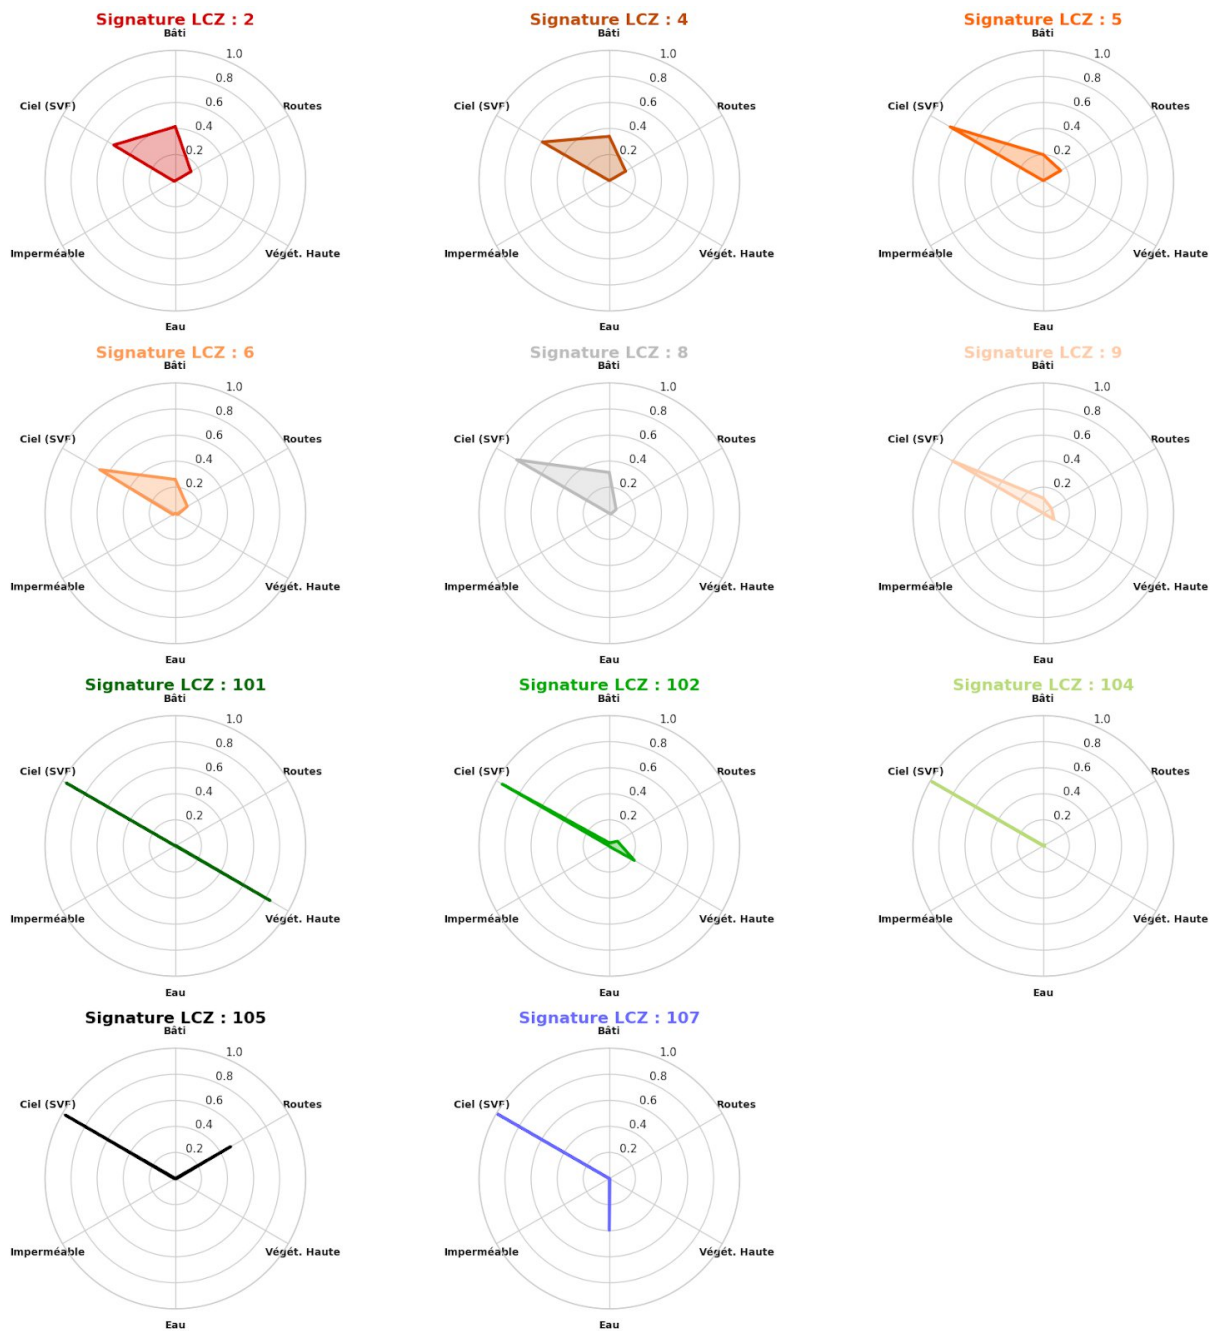 Signature LCZ : 2
Bâti
1.0
0.8
0.6
0.4
0.2
Ciel (SVF)
Routes
Imperméable
Végét. Haute
Eau
Signature LCZ : 4
Bâti
1.0
0.8
0.6
0.4
0.2
Ciel (SVF)
Routes
Imperméable
Végét. Haute
Eau
Signature LCZ : 5
Bâti
1.0
0.8
0.6
0.4
0.2
Ciel (SVF)
Routes
Imperméable
Végét. Haute
Eau
Signature LCZ : 6
Bâti
1.0
0.8
0.6
0.4
0.2
Ciel (SVF)
Routes
Imperméable
Végét. Haute
Eau
Signature LCZ : 8
Bâti
1.0
0.8
0.6
0.4
0.2
Ciel (SVF)
Routes
Imperméable
Végét. Haute
Eau
Signature LCZ : 9
Bâti
1.0
0.8
0.6
0.4
0.2
Ciel (SVF)
Routes
Imperméable
Végét. Haute
Eau
Signature LCZ : 101
Bâti
1.0
0.8
0.6
0.4
0.2
Ciel (SVF)
Routes
Imperméable
Végét. Haute
Eau
Signature LCZ : 102
Bâti
1.0
0.8
0.6
0.4
0.2
Ciel (SVF)
Routes
Imperméable
Végét. Haute
Eau
Signature LCZ : 104
Bâti
1.0
0.8
0.6
0.4
0.2
Ciel (SVF)
Routes
Imperméable
Végét. Haute
Eau
Signature LCZ : 105
Bâti
1.0
0.8
0.6
0.4
0.2
Ciel (SVF)
Routes
Imperméable
Végét. Haute
Eau
Signature LCZ : 107
Bâti
1.0
0.8
0.6
0.4
0.2
Ciel (SVF)
Routes
Imperméable
Végét. Haute
Eau